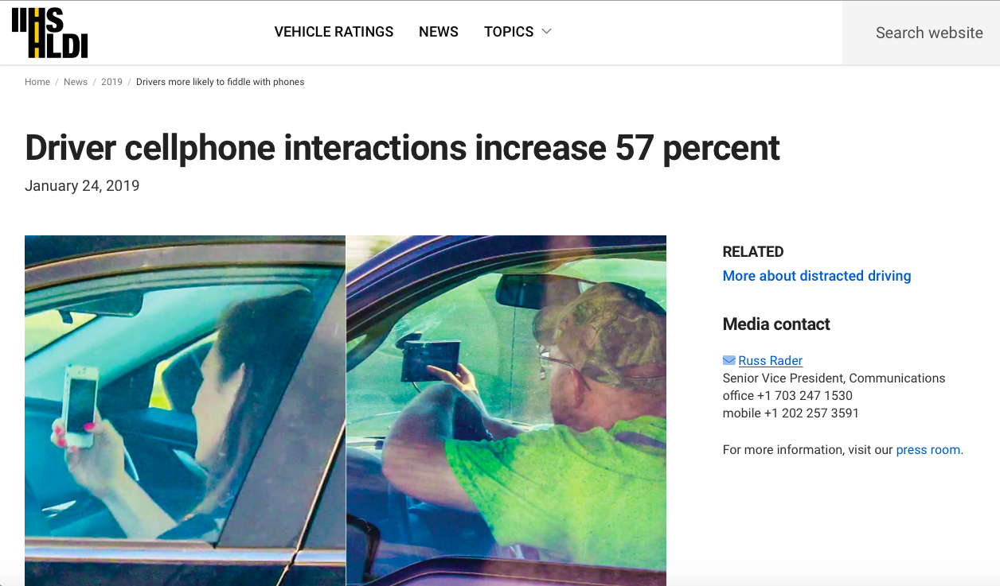 IIHS
HLDI
VEHICLE RATINGS NEWS TOPICS
Search website
Home / News / 2019 / Drivers more likely to fiddle with phones
Driver cellphone interactions increase 57 percent
January 24, 2019
RELATED
More about distracted driving
Media contact
Russ Rader
Senior Vice President, Communications
office +1 703 247 1530
mobile +1 202 257 3591
For more information, visit our press room.